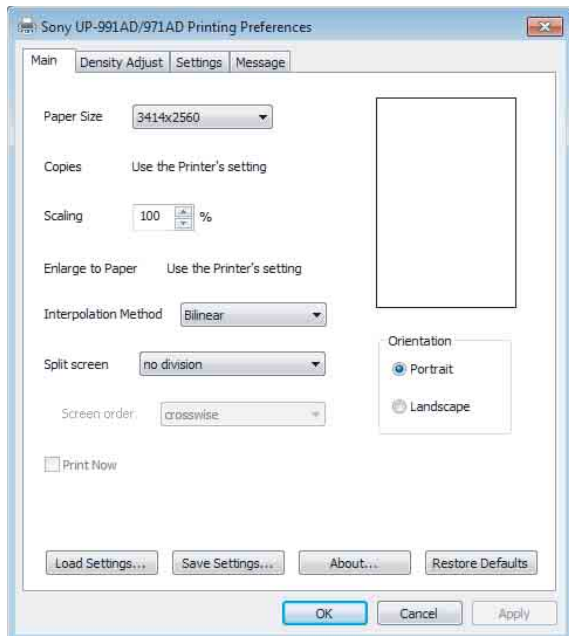 Sony UP-991AD/971AD Printing Preferences
Main Density Adjust Settings Message
Paper Size 3414x2560
Copies Use the Printer's setting
Scaling 100 %
Enlarge to Paper Use the Printer's setting
Interpolation Method Bilinear
Orientation
Split screen no division
Portrait
Screen order: crosswise
Landscape
Print Now
Load Settings... Save Settings... About... Restore Defaults
OK Cancel Apply